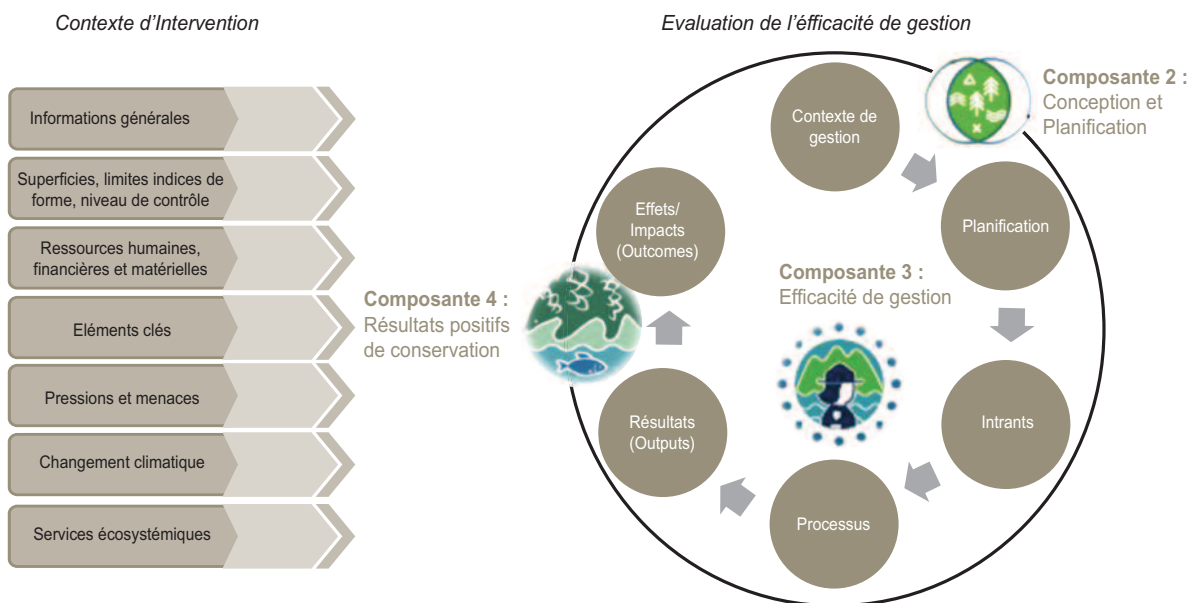 Contexte d'Intervention
Informations générales
Superficies, limites indices de
forme, niveau de contrôle
Ressources humaines,
financières et matérielles
Eléments clés
Pressions et menaces
Changement climatique
Services écosystémiques
Evaluation de l'éfficacité de gestion
Contexte de
gestion
Composante 2 :
Conception et
Planification
Planification
Intrants
Processus
Résultats
(Outputs)
Effets/
Impacts
(Outcomes)
Composante 3 :
Efficacité de gestion
Composante 4 :
Résultats positifs
de conservation